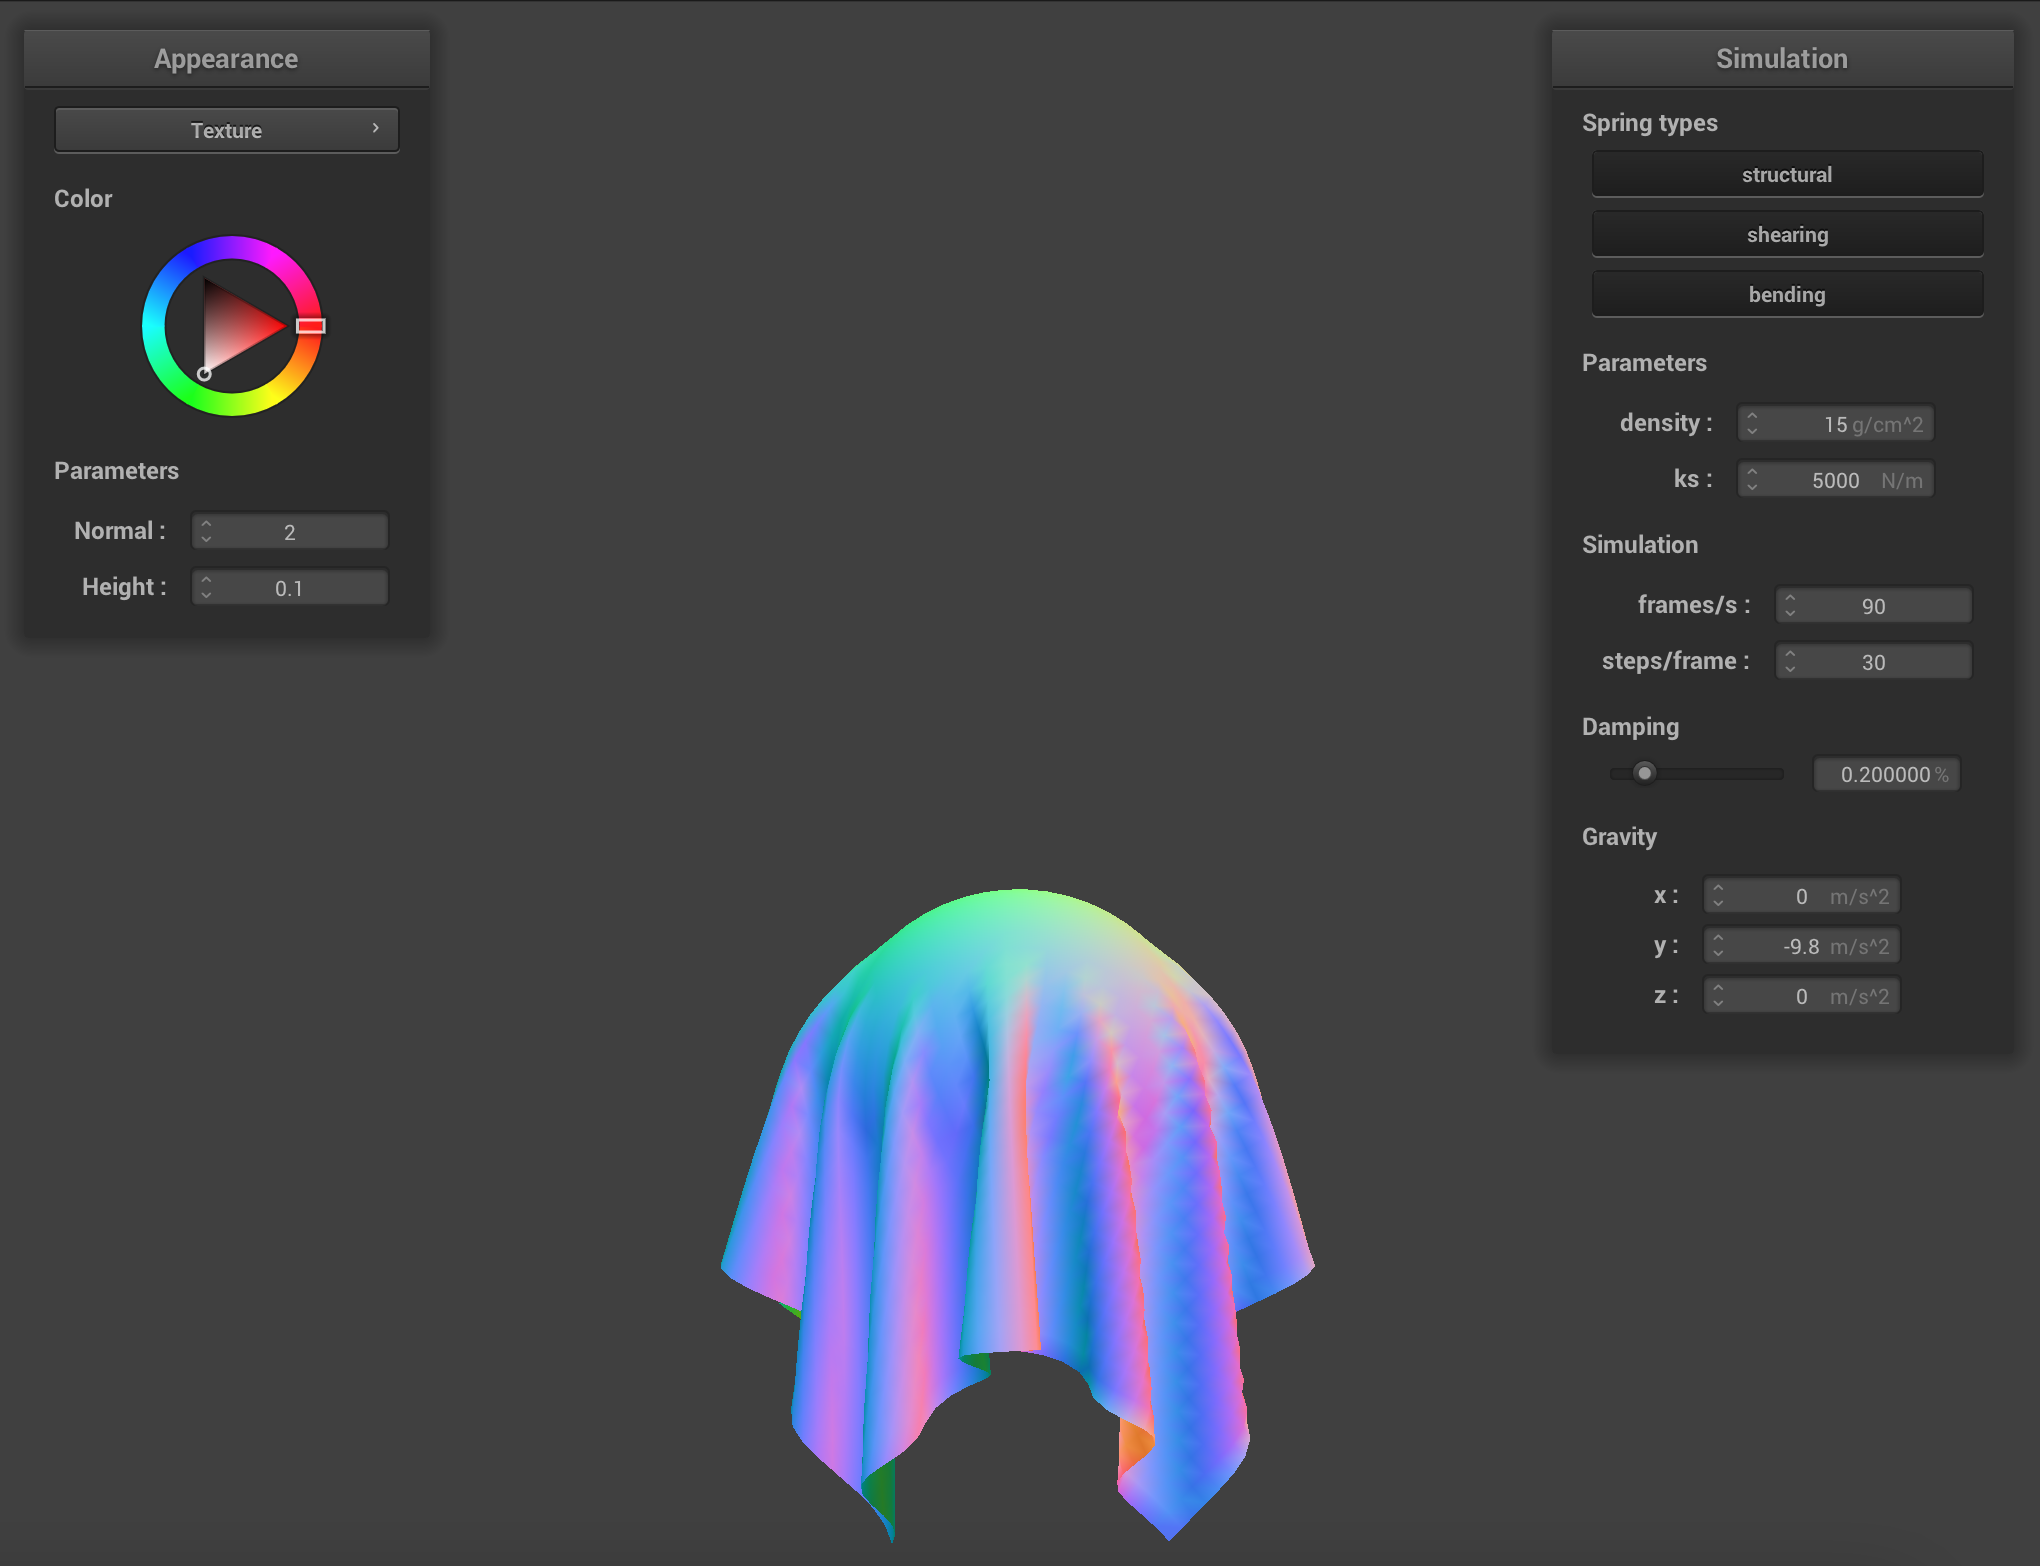 Appearance
Texture
Color
Parameters
Normal : 2
Height : 0.1
Simulation
Spring types
structural
shearing
bending
Parameters
density : 15 g/cm^2
ks : 5000 N/m
Simulation
frames/s : 90
steps/frame : 30
Damping
0.200000 %
Gravity
x : 0 m/s^2
y : -9.8 m/s^2
z : 0 m/s^2